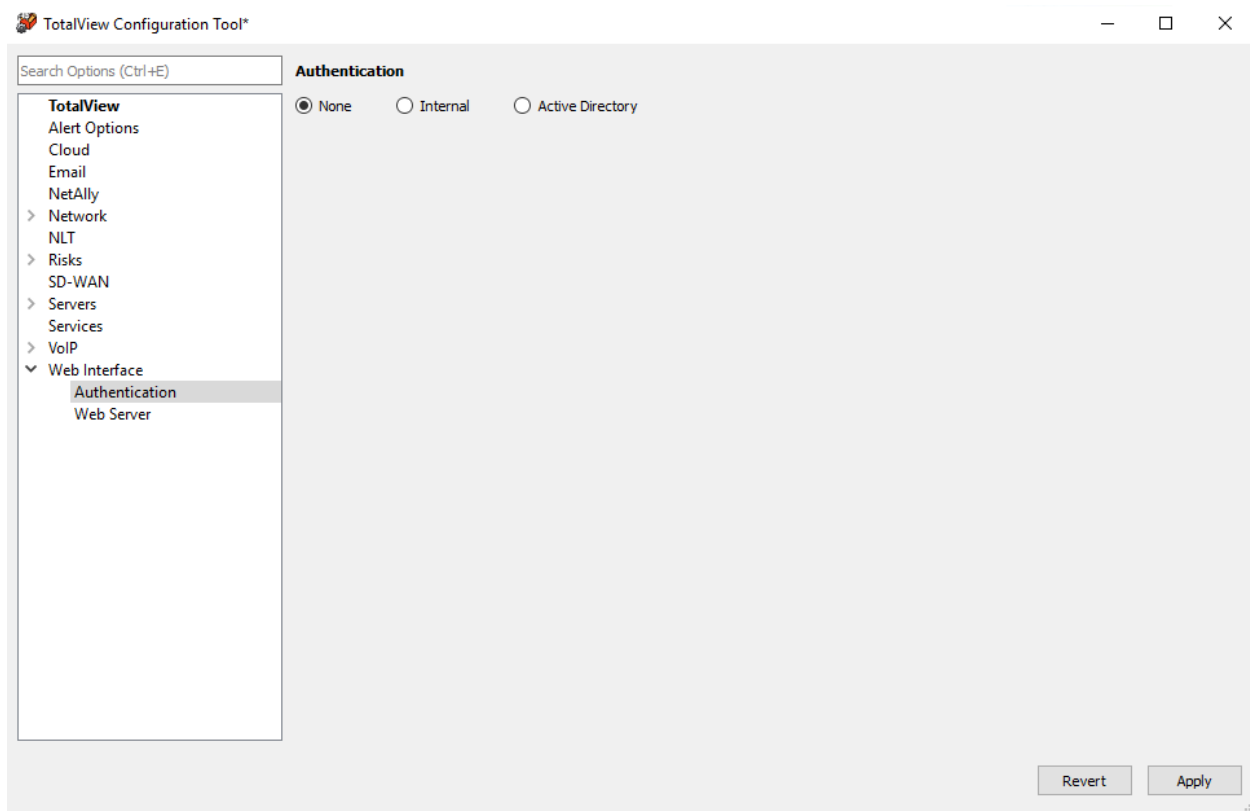 TotalView Configuration Tool*
Search Options (Ctrl+E)
TotalView
Alert Options
Cloud
Email
NetAlly
Network
NLT
Risks
SD-WAN
Servers
Services
VoIP
Web Interface
Authentication
Web Server
Authentication
None Internal Active Directory
Revert Apply